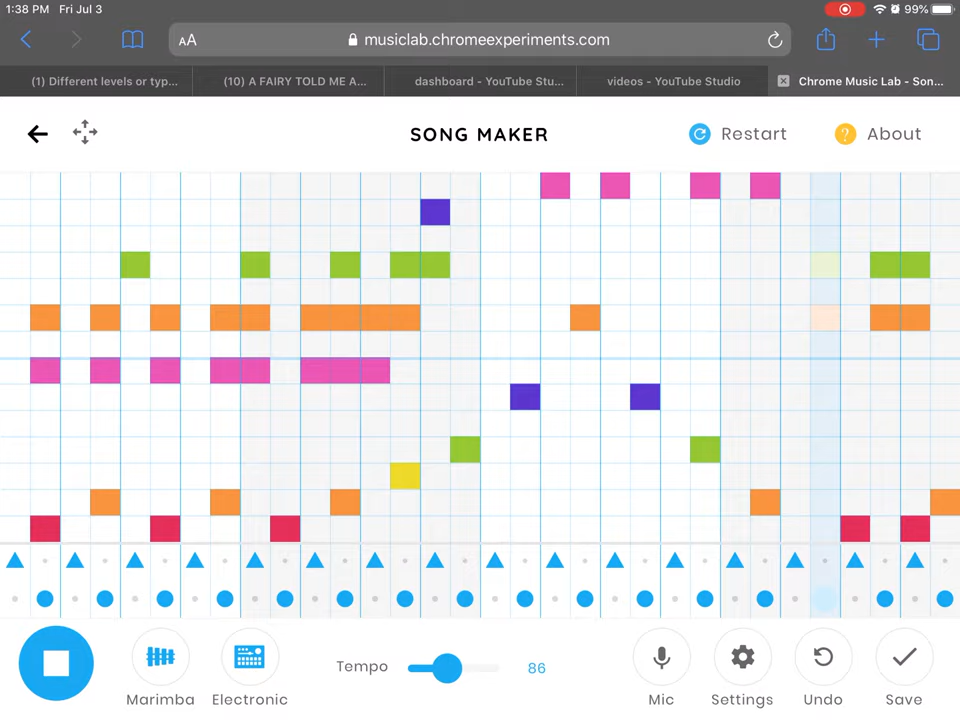 1:38 PM Fri Jul 3 99%
AA musiclab.chromeexperiments.com
(1) Different levels or typ... (10) A FAIRY TOLD ME A... dashboard - YouTube Stu... videos - YouTube Studio Chrome Music Lab - Son...
SONG MAKER Restart ? About
Tempo 86
Marimba Electronic Mic Settings Undo Save